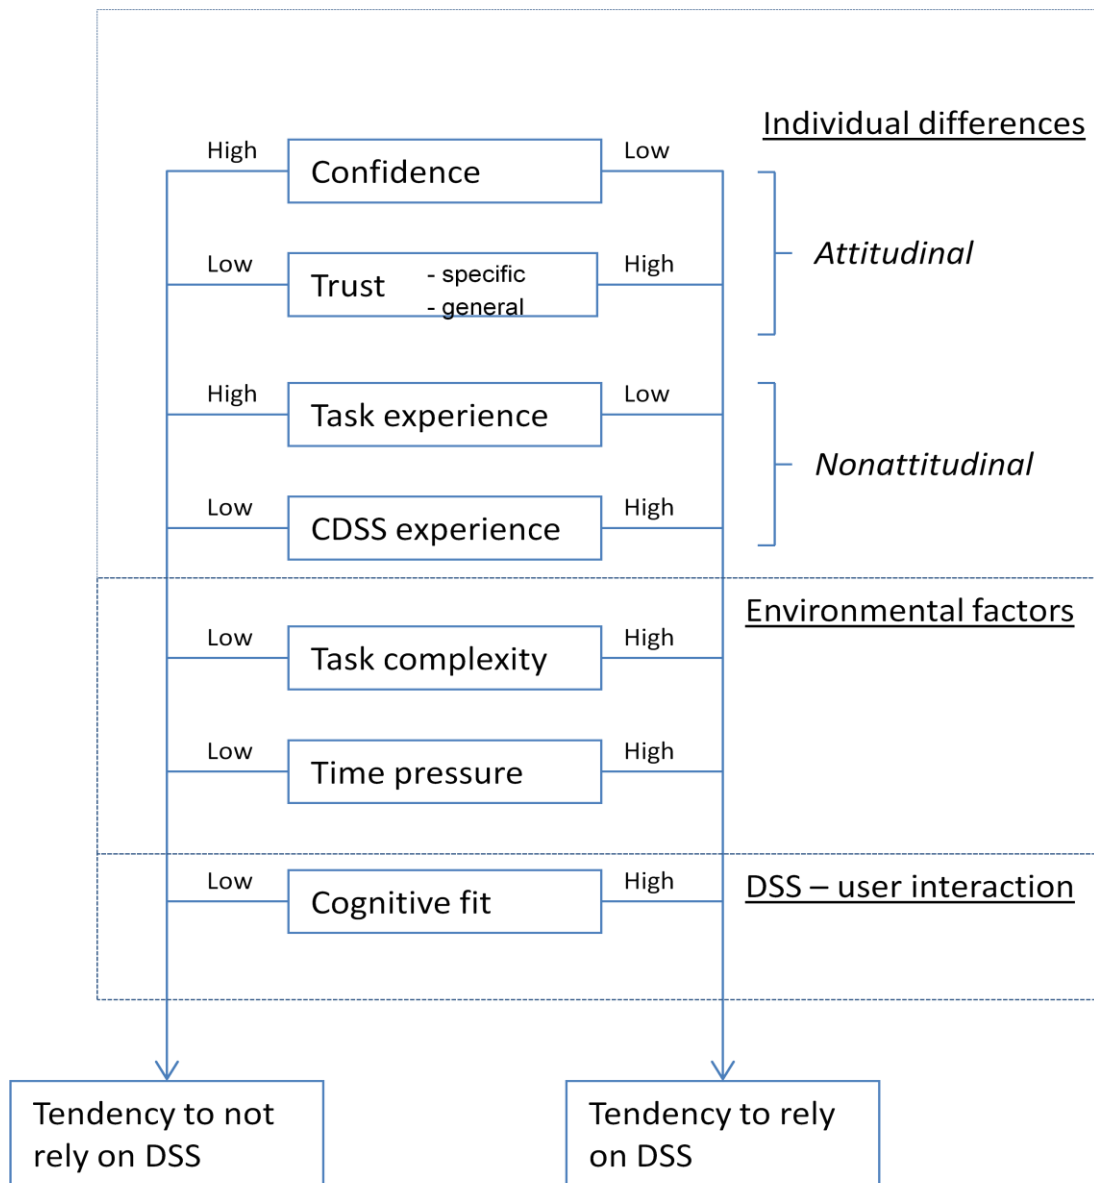 Individual differences
High
Confidence
Low
Attitudinal
Low
Trust
- specific
- general
High
High
Task experience
Low
Nonattitudinal
Low
CDSS experience
High
Environmental factors
Low
Task complexity
High
Low
Time pressure
High
Low
Cognitive fit
High
DSS – user interaction
Tendency to not
rely on DSS
Tendency to rely
on DSS